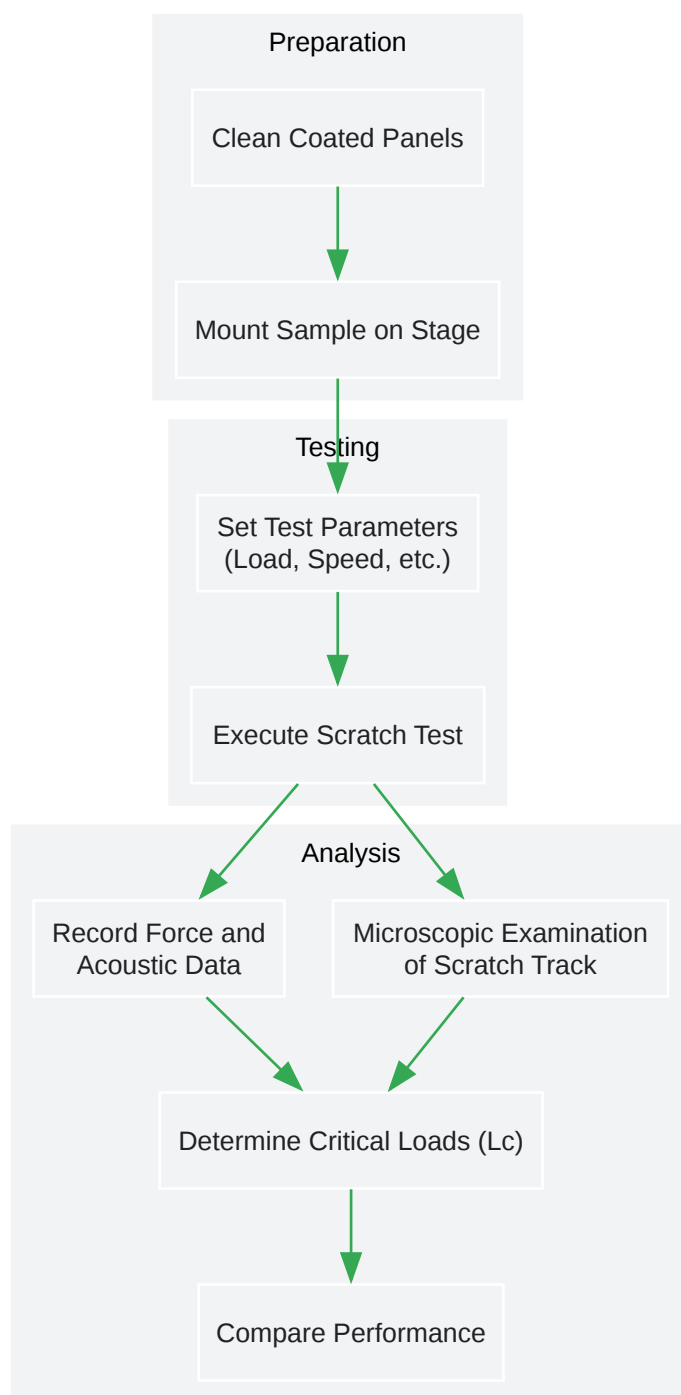 Preparation
Clean Coated Panels
Mount Sample on Stage
Testing
Set Test Parameters
(Load, Speed, etc.)
Execute Scratch Test
Analysis
Record Force and
Acoustic Data
Microscopic Examination
of Scratch Track
Determine Critical Loads (Lc)
Compare Performance